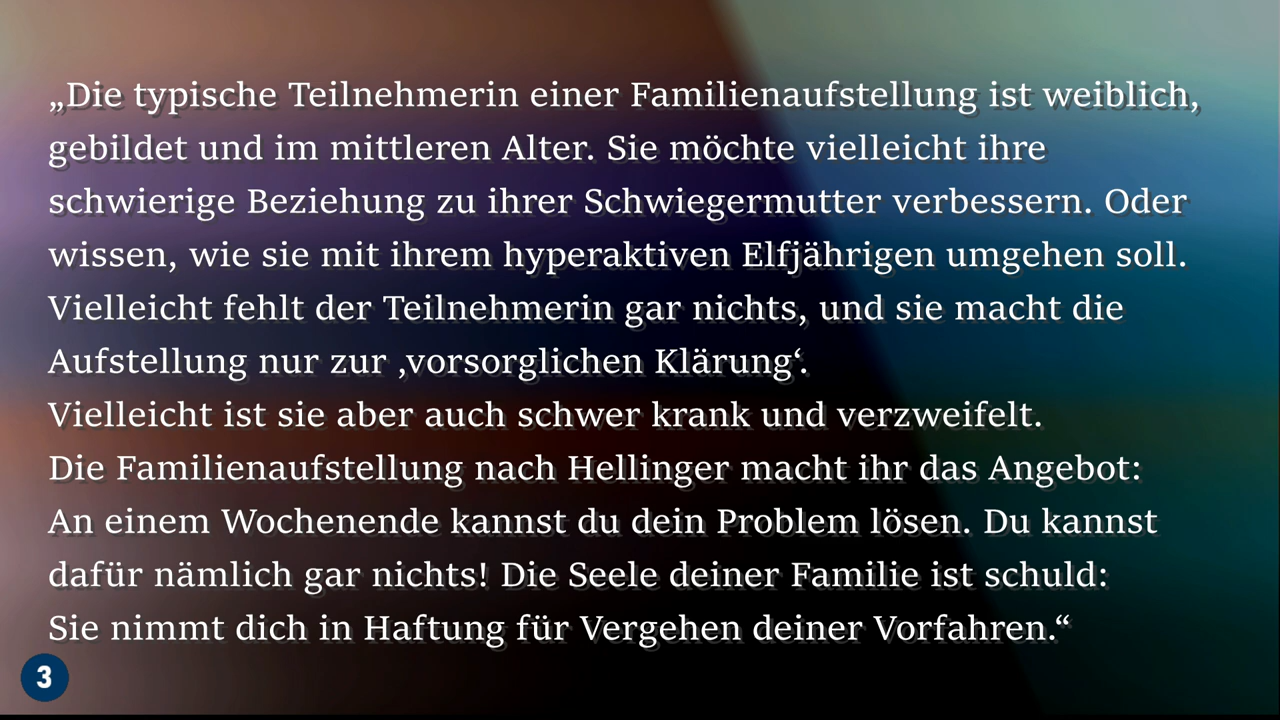 „Die typische Teilnehmerin einer Familienaufstellung ist weiblich,
gebildet und im mittleren Alter. Sie möchte vielleicht ihre
schwierige Beziehung zu ihrer Schwiegermutter verbessern. Oder
wissen, wie sie mit ihrem hyperaktiven Elfjährigen umgehen soll.
Vielleicht fehlt der Teilnehmerin gar nichts, und sie macht die
Aufstellung nur zur ‚vorsorglichen Klärung‘.
Vielleicht ist sie aber auch schwer krank und verzweifelt.
Die Familienaufstellung nach Hellinger macht ihr das Angebot:
An einem Wochenende kannst du dein Problem lösen. Du kannst
dafür nämlich gar nichts! Die Seele deiner Familie ist schuld:
Sie nimmt dich in Haftung für Vergehen deiner Vorfahren.“
3